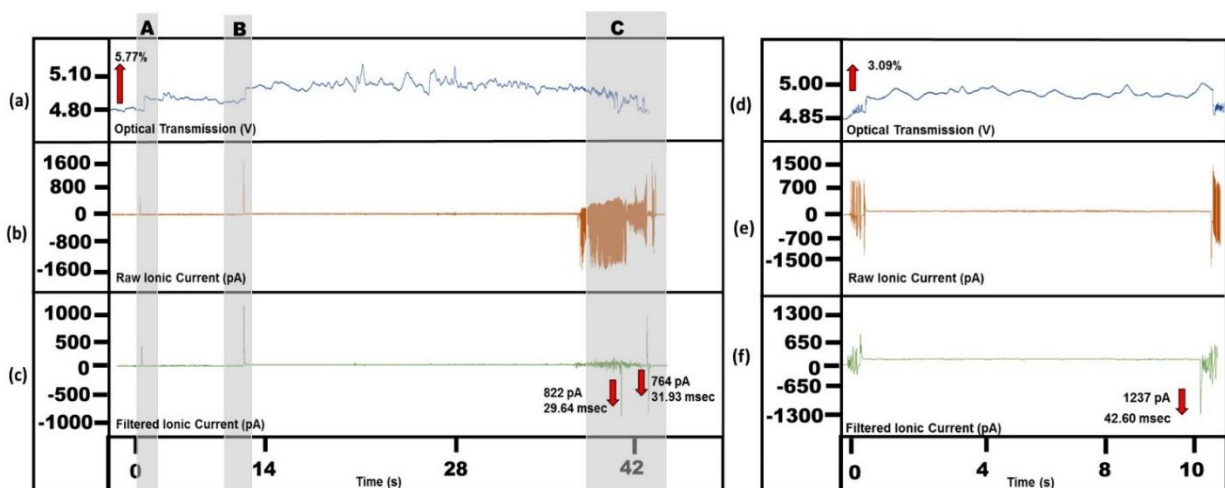 A B C
(a)
5.77%
5.10
4.80
Optical Transmission (V)
(b)
1600
800
0
-800
-1600
Raw Ionic Current (pA)
(c)
1000
500
0
-500
-1000
822 pA
29.64 msec
764 pA
31.93 msec
Filtered Ionic Current (pA)
0 14 28 42
Time (s)
(d)
3.09%
5.00
4.85
Optical Transmission (V)
(e)
1500
700
0
-700
-1500
Raw Ionic Current (pA)
(f)
1300
650
0
-650
-1300
1237 pA
42.60 msec
Filtered Ionic Current (pA)
0 4 8 10
Time (s)